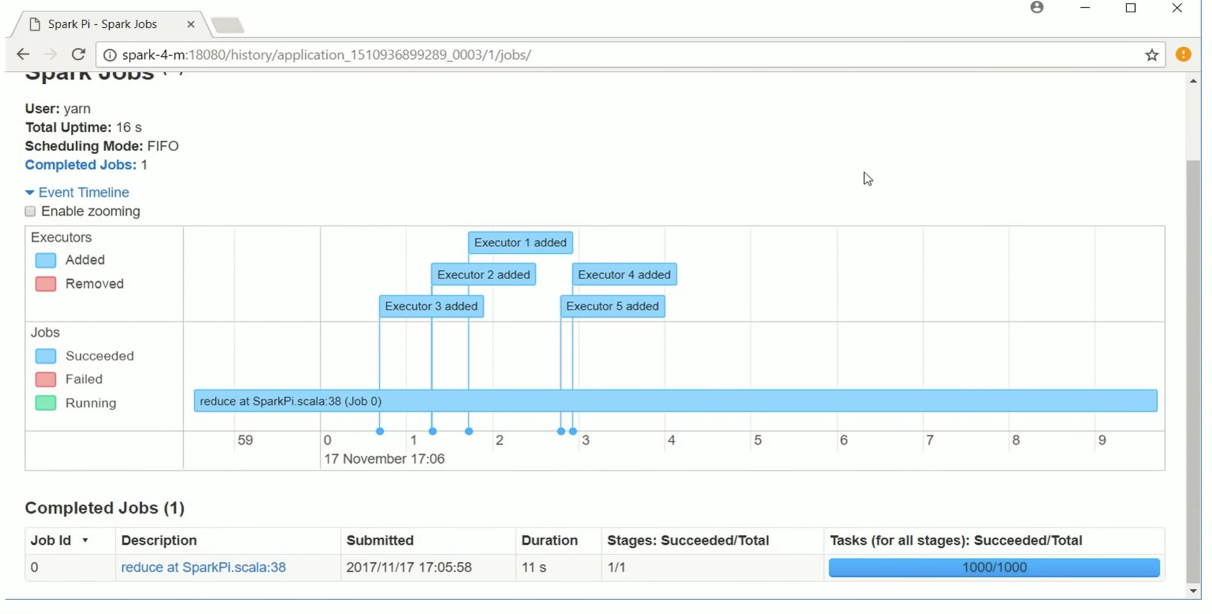 Spark Pi - Spark Jobs
spark-4-m:18080/history/application_1510936899289_0003/1/jobs/
Spark Jobs
User: yarn
Total Uptime: 16 s
Scheduling Mode: FIFO
Completed Jobs: 1
Event Timeline
Enable zooming
Executors
Added
Removed
Executor 1 added
Executor 2 added
Executor 4 added
Executor 3 added
Executor 5 added
Jobs
Succeeded
Failed
Running
reduce at SparkPi.scala:38 (Job 0)
59 0 1 2 3 4 5 6 7 8 9
17 November 17:06
Completed Jobs (1)
Job Id ▾ Description Submitted Duration Stages: Succeeded/Total Tasks (for all stages): Succeeded/Total
0 reduce at SparkPi.scala:38 2017/11/17 17:05:58 11 s 1/1 1000/1000